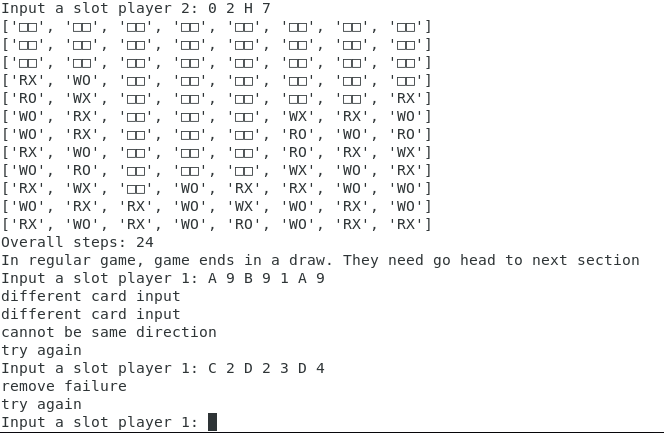 Input a slot player 2: 0 2 H 7
['□□', '□□', '□□', '□□', '□□', '□□', '□□', '□□']
['□□', '□□', '□□', '□□', '□□', '□□', '□□', '□□']
['□□', '□□', '□□', '□□', '□□', '□□', '□□', '□□']
['RX', 'WO', '□□', '□□', '□□', '□□', '□□', '□□']
['RO', 'WX', '□□', '□□', '□□', '□□', '□□', 'RX']
['WO', 'RX', '□□', '□□', '□□', 'WX', 'RX', 'WO']
['WO', 'RX', '□□', '□□', '□□', 'RO', 'WO', 'RO']
['RX', 'WO', '□□', '□□', '□□', 'RO', 'RX', 'WX']
['WO', 'RO', '□□', '□□', '□□', 'WX', 'WO', 'RX']
['RX', 'WX', '□□', 'WO', 'RX', 'RX', 'WO', 'WO']
['WO', 'RX', 'RX', 'WO', 'WX', 'WO', 'RX', 'WO']
['RX', 'WO', 'RX', 'WO', 'RO', 'WO', 'RX', 'RX']
Overall steps: 24
In regular game, game ends in a draw. They need go head to next section
Input a slot player 1: A 9 B 9 1 A 9
different card input
different card input
cannot be same direction
try again
Input a slot player 1: C 2 D 2 3 D 4
remove failure
try again
Input a slot player 1: